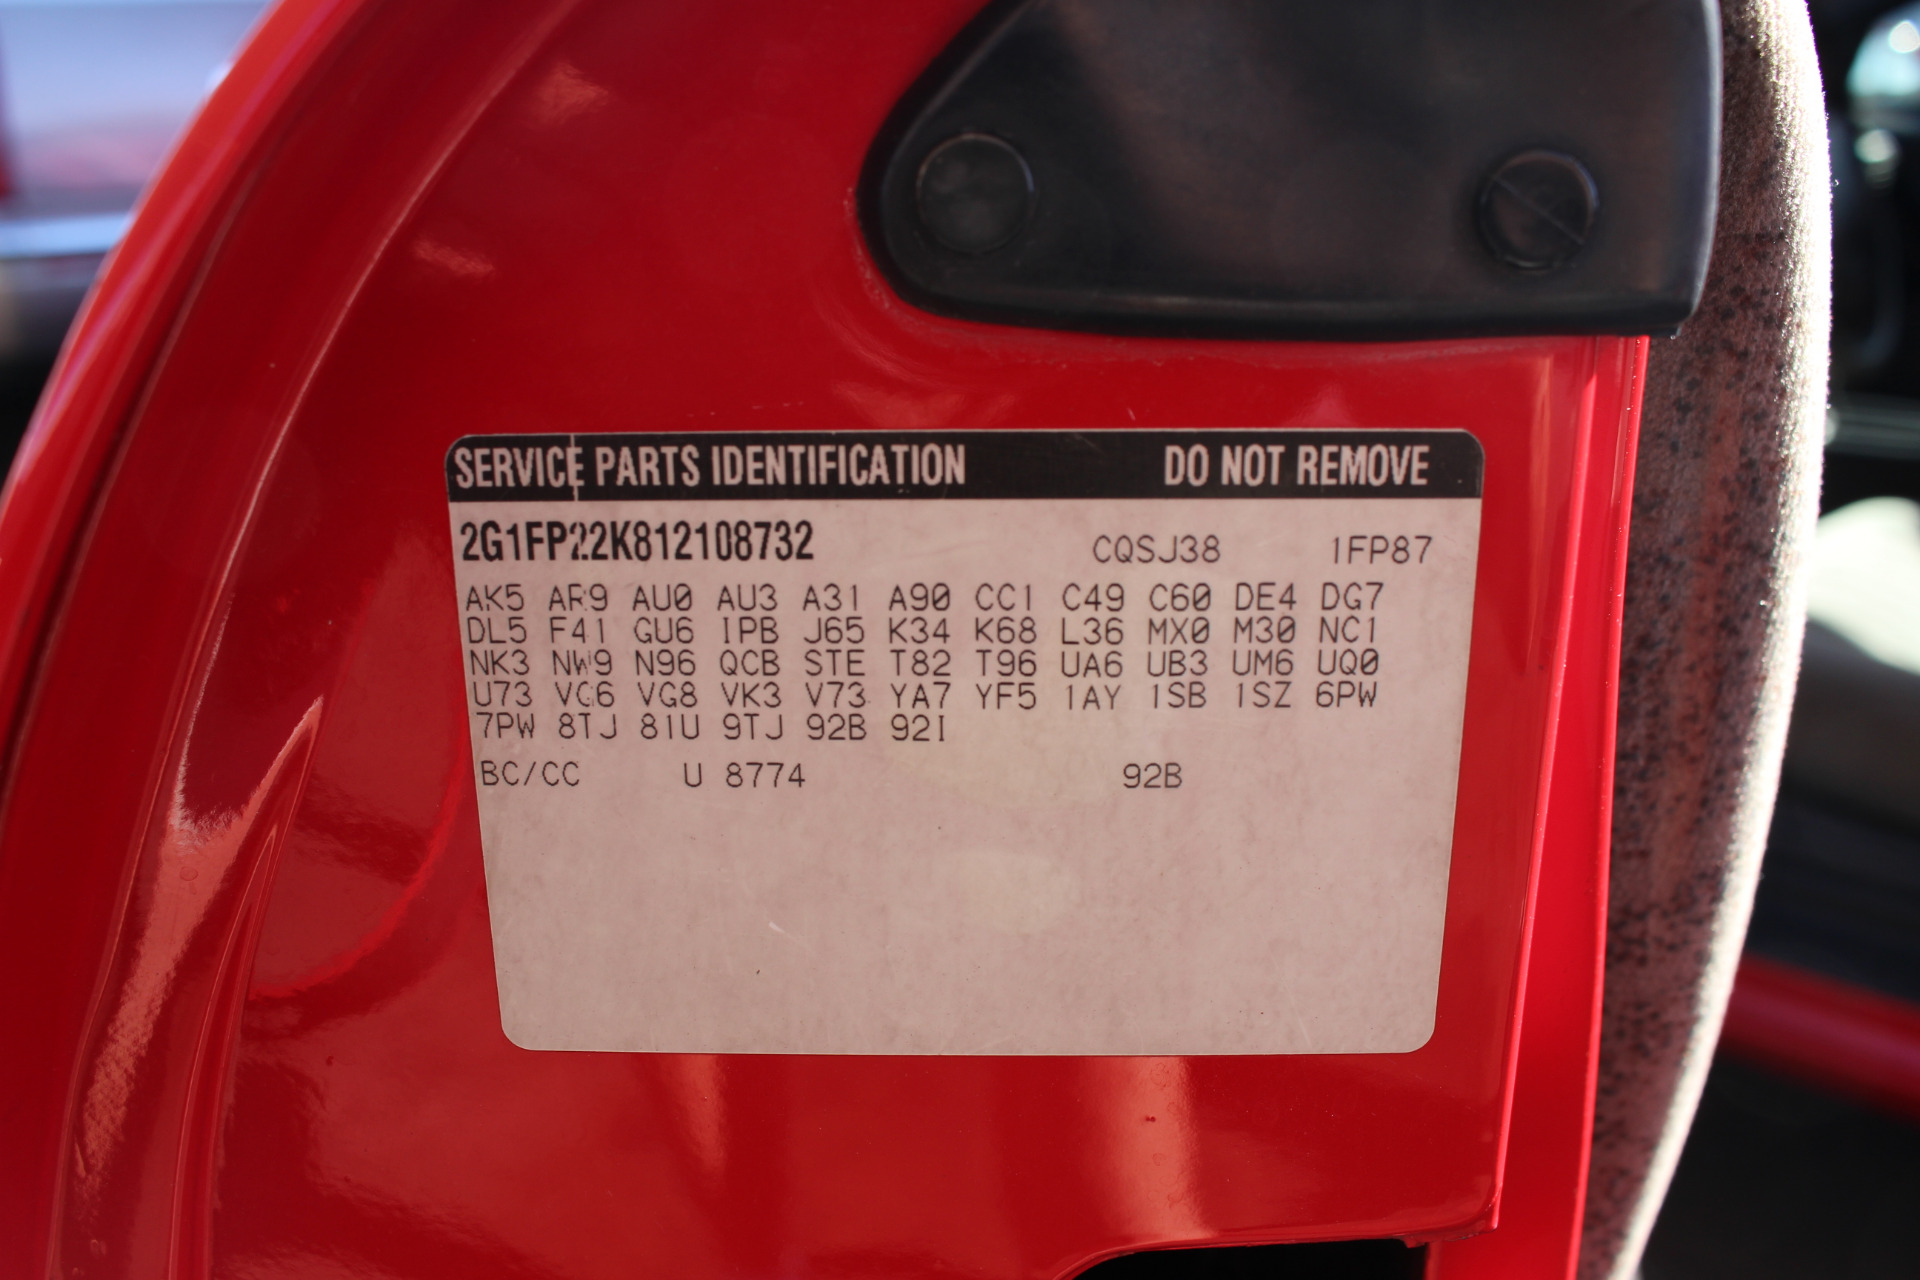 SERVICE PARTS IDENTIFICATION DO NOT REMOVE
2G1FP22K812108732 CQSJ38 1FP87
AK5 AR9 AU0 AU3 A31 A90 CC1 C49 C60 DE4 DG7
DL5 F41 GU6 IPB J65 K34 K68 L36 MX0 M30 NC1
NK3 NW9 N96 QCB STE T82 T96 UA6 UB3 UM6 UQ0
U73 VC6 VG8 VK3 V73 YA7 YF5 1AY 1SB 1SZ 6PW
7PW 8TJ 81U 9TJ 92B 92I
BC/CC U 8774 92B